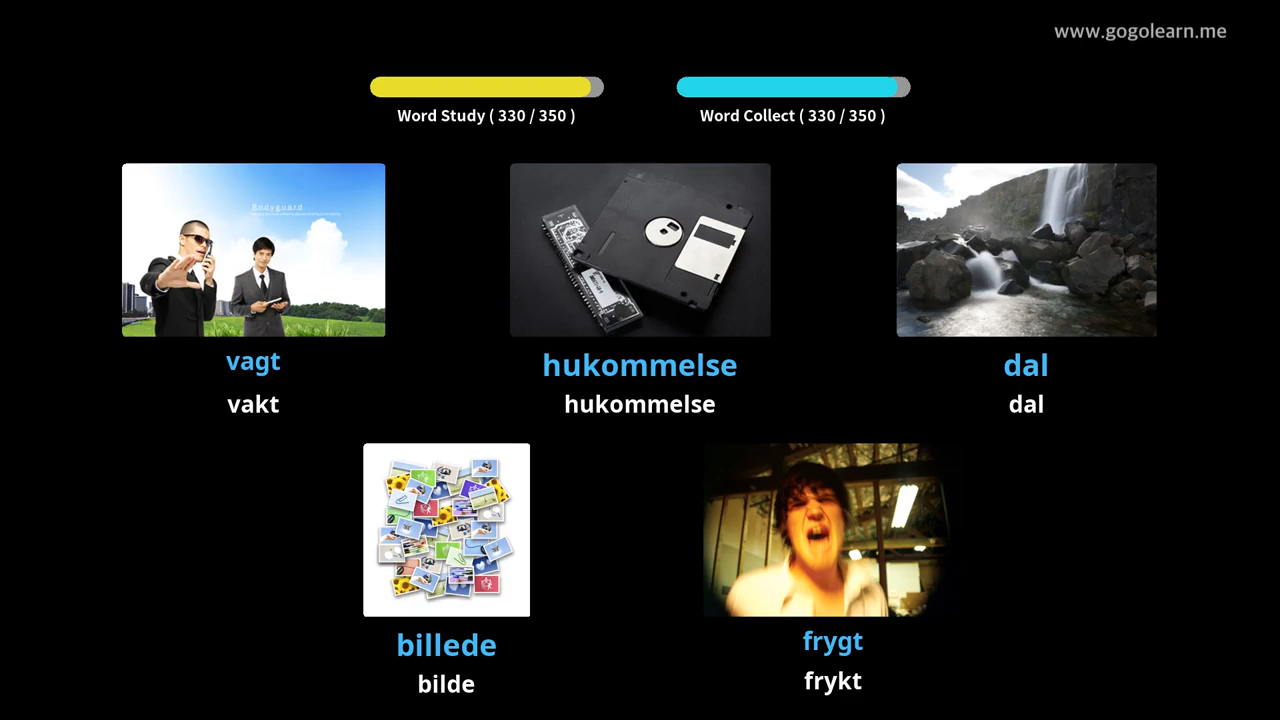 www.gogolearn.me
Word Study ( 330 / 350 )
Word Collect ( 330 / 350 )
Bodyguard
vagt
vakt
hukommelse
hukommelse
dal
dal
billede
bilde
frygt
frykt